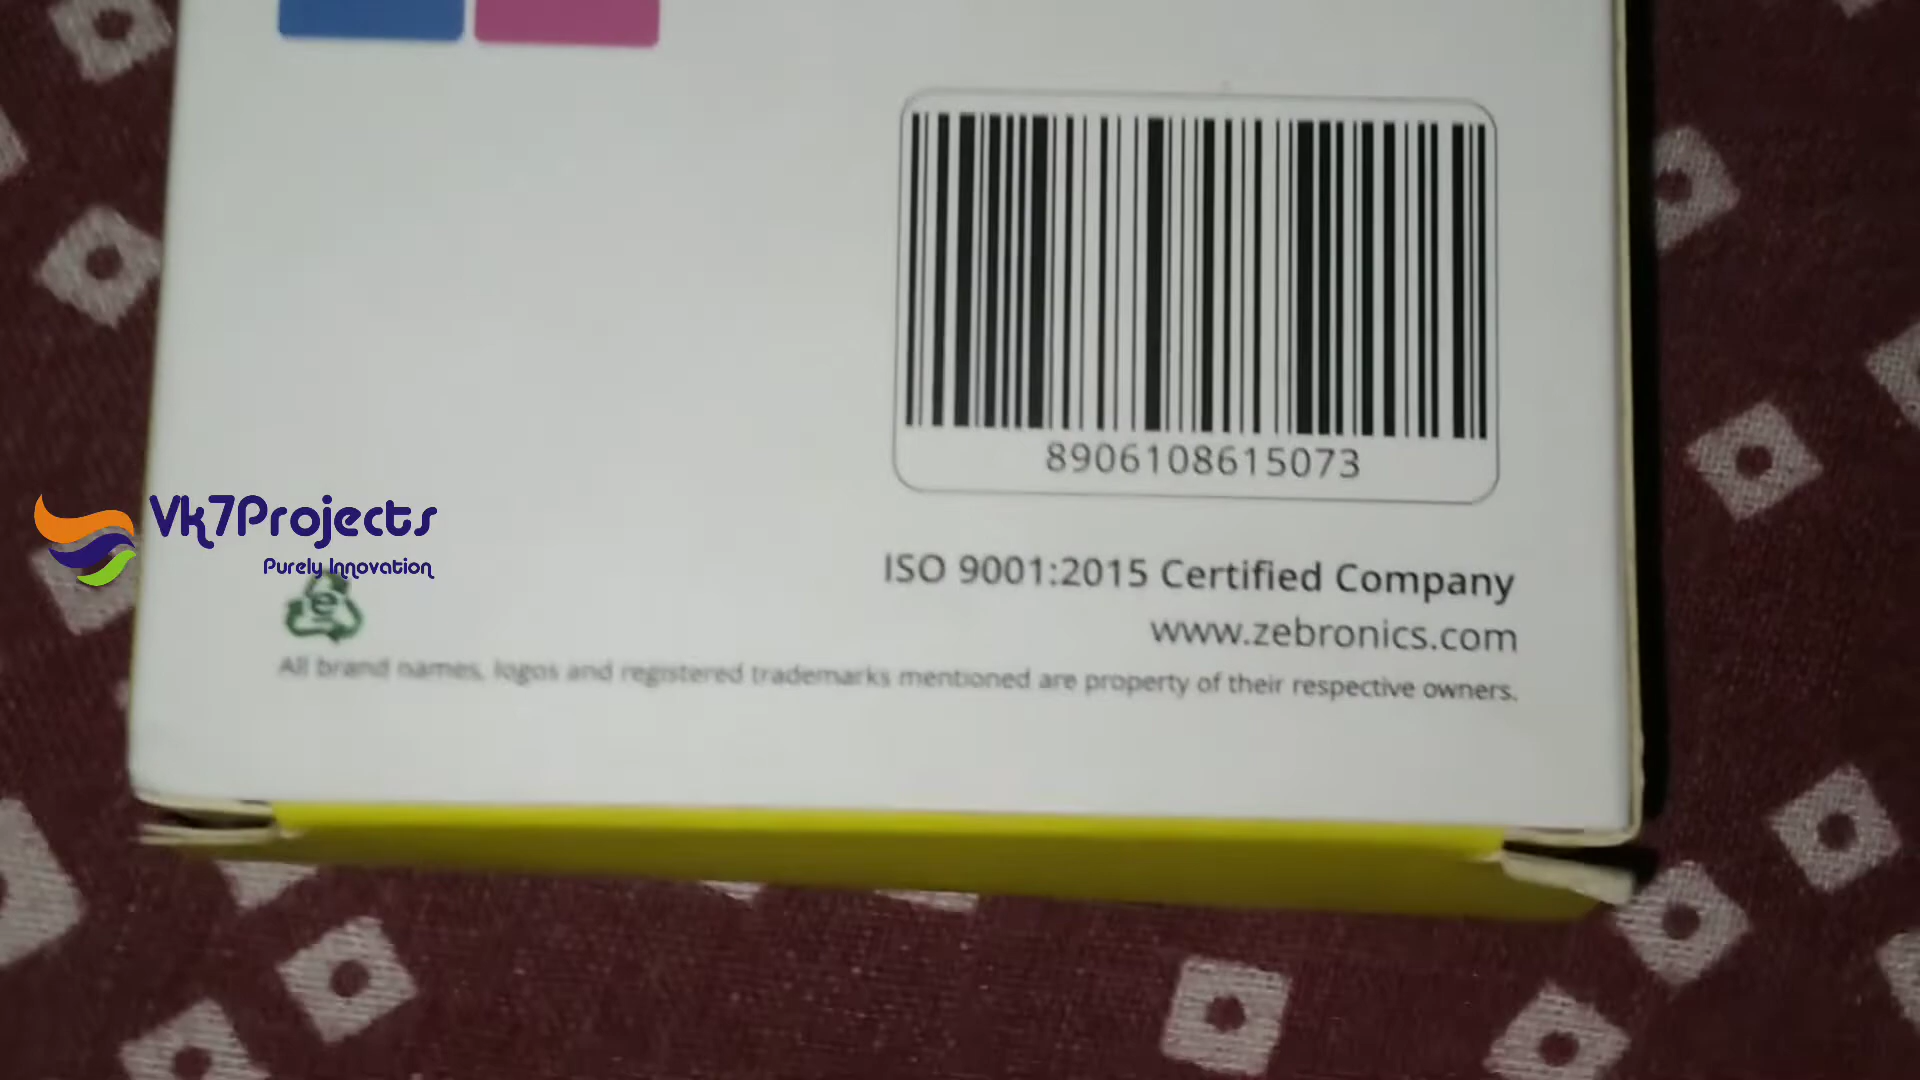 8906108615073
Vk7Projects
Purely Innovation
e
ISO 9001:2015 Certified Company
www.zebronics.com
All brand names, logos and registered trademarks mentioned are property of their respective owners.